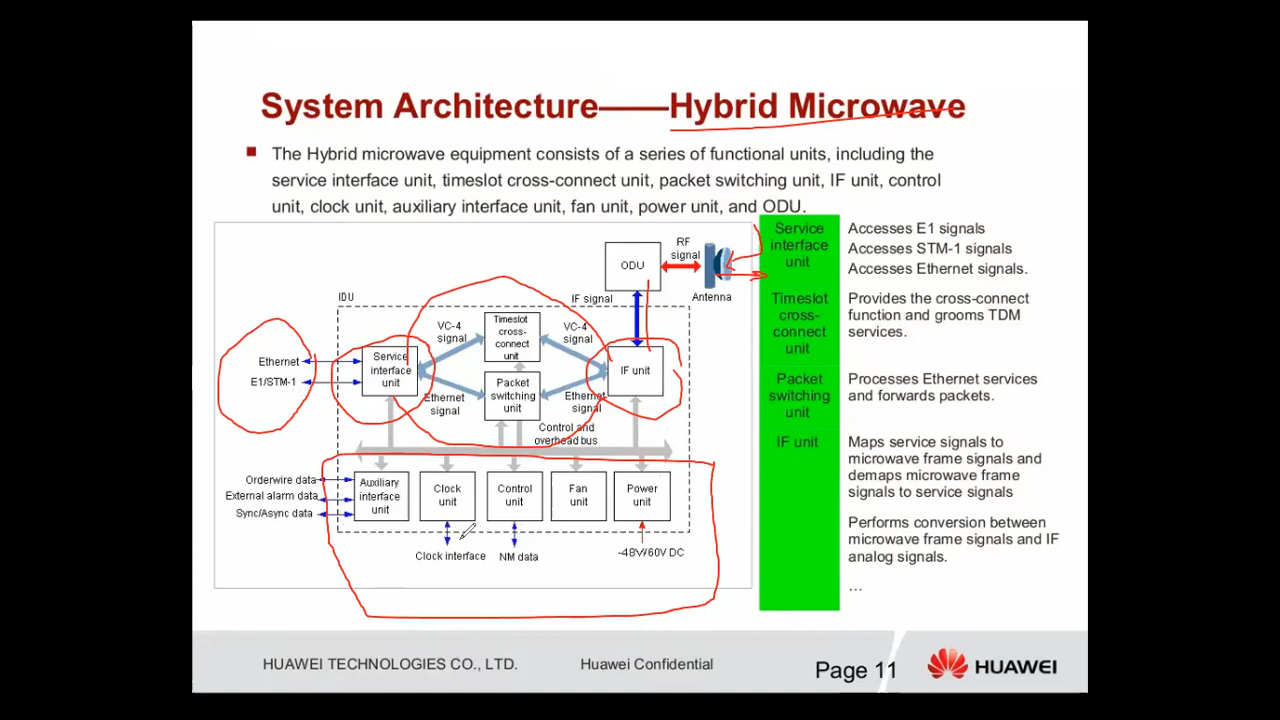 System Architecture——Hybrid Microwave
The Hybrid microwave equipment consists of a series of functional units, including the
service interface unit, timeslot cross-connect unit, packet switching unit, IF unit, control
unit, clock unit, auxiliary interface unit, fan unit, power unit, and ODU.
ODU
RF
signal
Antenna
IF signal
IDU
VC-4
signal
Timeslot
cross-
connect
unit
VC-4
signal
Ethernet
E1/STM-1
Service
interface
unit
IF unit
Ethernet
signal
Packet
switching
unit
Ethernet
signal
Control and
overhead bus
Orderwire data
External alarm data
Sync/Async data
Auxiliary
interface
unit
Clock
unit
Control
unit
Fan
unit
Power
unit
Clock interface
NM data
-48V/60V DC
Service
interface
unit
Accesses E1 signals
Accesses STM-1 signals
Accesses Ethernet signals.
Timeslot
cross-
connect
unit
Provides the cross-connect
function and grooms TDM
services.
Packet
switching
unit
Processes Ethernet services
and forwards packets.
IF unit
Maps service signals to
microwave frame signals and
demaps microwave frame
signals to service signals
Performs conversion between
microwave frame signals and IF
analog signals.
…
HUAWEI TECHNOLOGIES CO., LTD.
Huawei Confidential
Page 11
HUAWEI